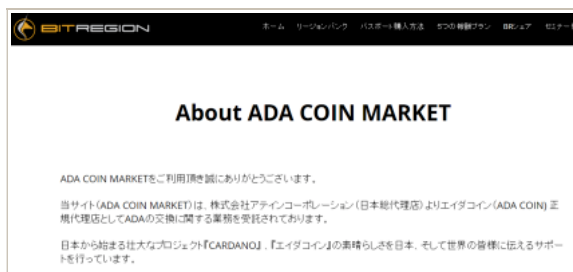 BITREGION
ホーム リージョンバンク パスポート購入方法 5つの報酬プラン BRシェア
About ADA COIN MARKET
ADA COIN MARKETをご利用頂き誠にありがとうございます。
当サイト（ADA COIN MARKET）は、株式会社アテインコーポレーション（日本総代理店）よりエイダコイン（ADA COIN）正
規代理店としてADAの交換に関する業務を受託されております。
日本から始まる壮大なプロジェクト『CARDANO』、『エイダコイン』の素晴らしさを日本、そして世界の皆様に伝えるサポー
トを行っています。